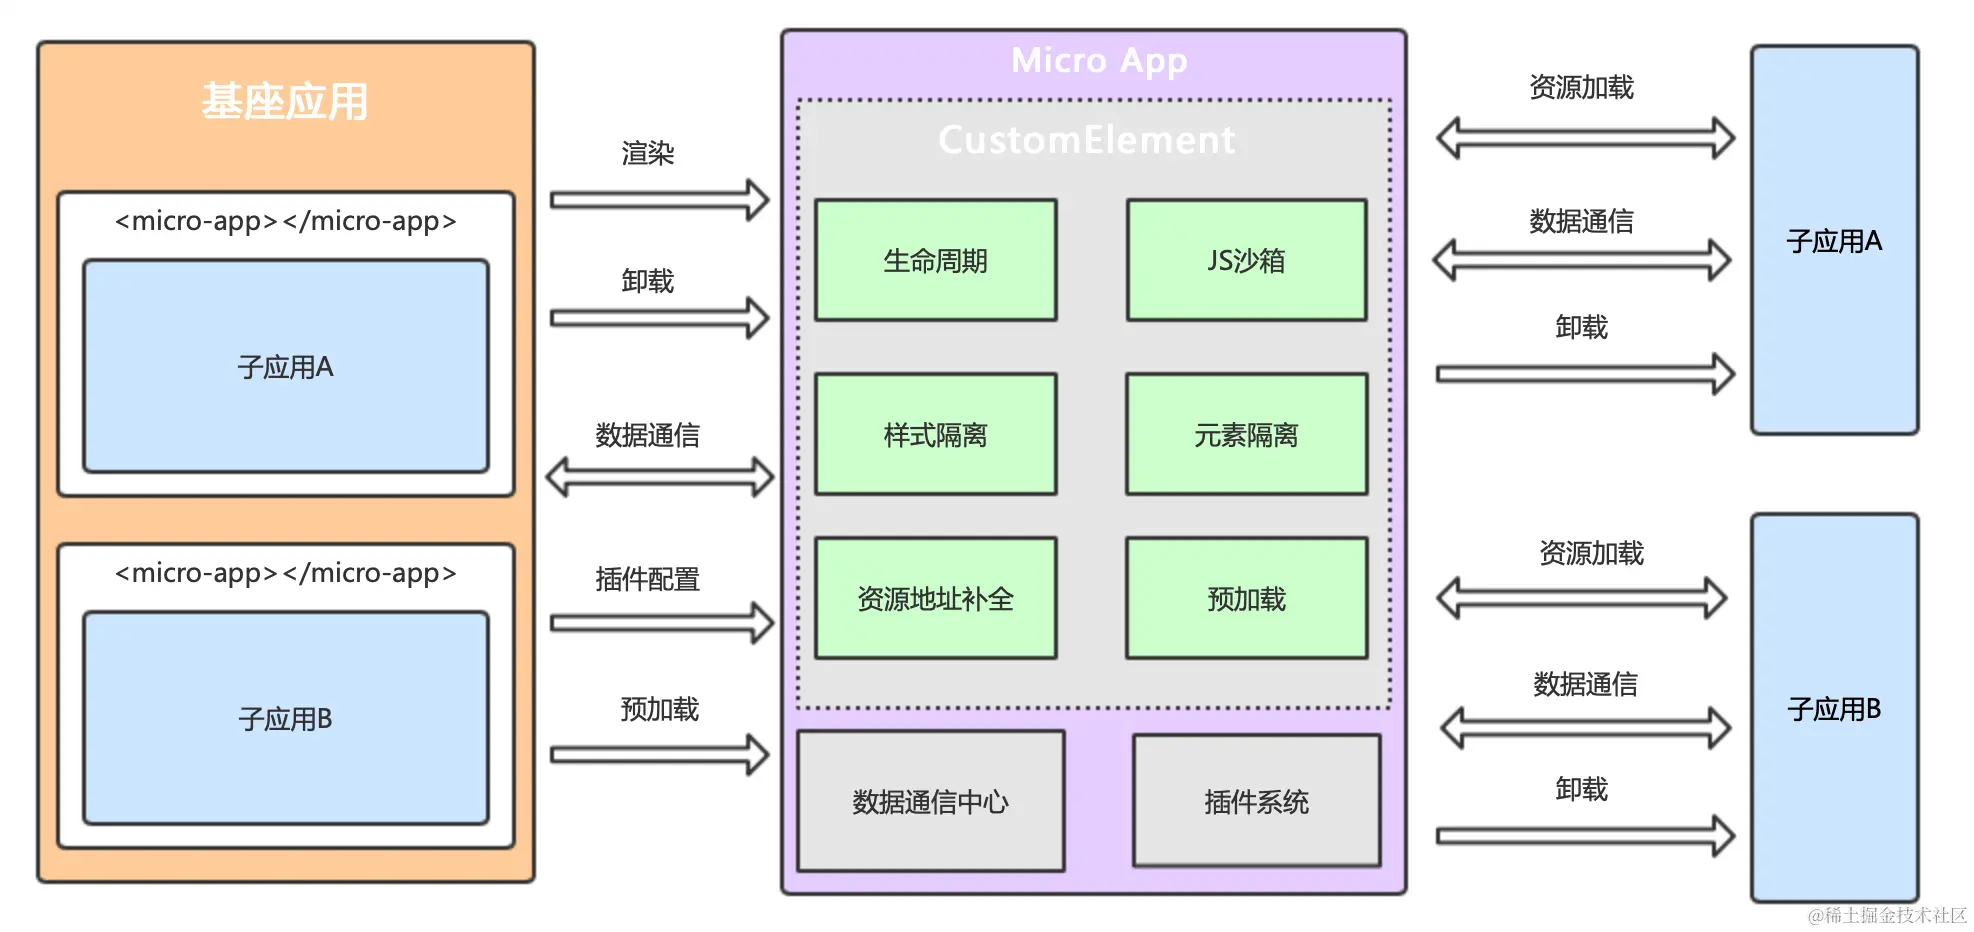 基座应用
<micro-app></micro-app>
子应用A
<micro-app></micro-app>
子应用B
渲染
卸载
数据通信
插件配置
预加载
Micro App
CustomElement
生命周期
JS沙箱
样式隔离
元素隔离
资源地址补全
预加载
数据通信中心
插件系统
资源加载
数据通信
卸载
子应用A
资源加载
数据通信
卸载
子应用B
@稀土掘金技术社区